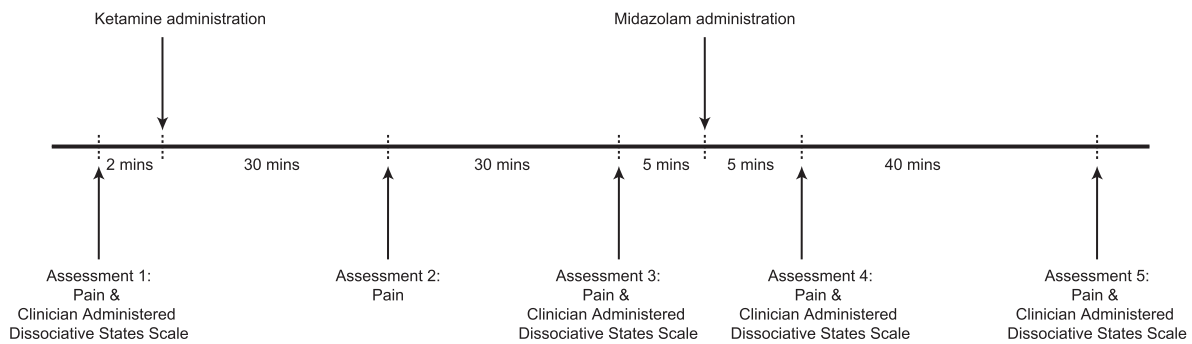 Ketamine administration
Midazolam administration
2 mins
30 mins
30 mins
5 mins
5 mins
40 mins
Assessment 1:
Pain &
Clinician Administered
Dissociative States Scale
Assessment 2:
Pain
Assessment 3:
Pain &
Clinician Administered
Dissociative States Scale
Assessment 4:
Pain &
Clinician Administered
Dissociative States Scale
Assessment 5:
Pain &
Clinician Administered
Dissociative States Scale